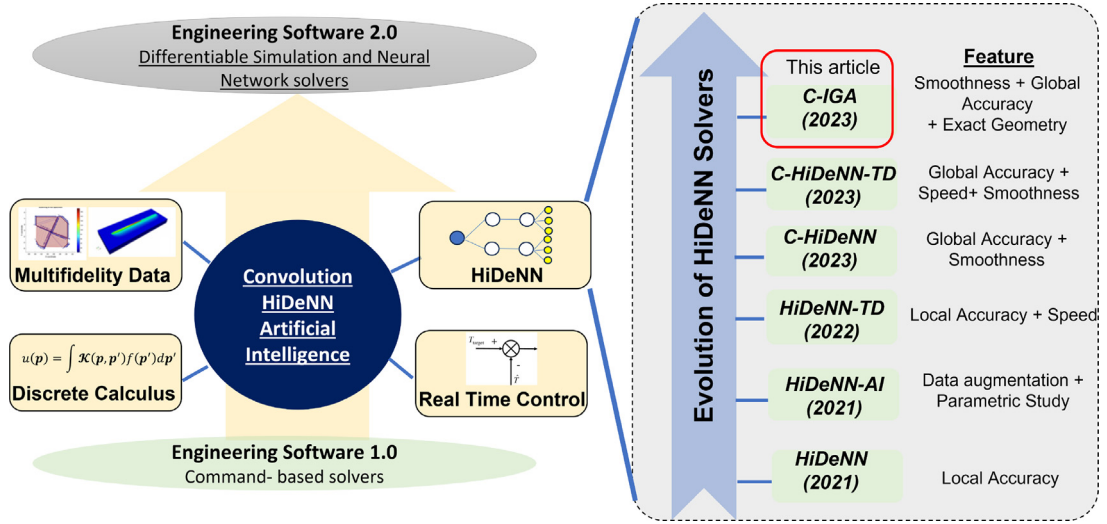 Engineering Software 2.0
Differentiable Simulation and Neural
Network solvers
Multifidelity Data
HiDeNN
Convolution
HiDeNN
Artificial
Intelligence
u(p) = ∫ 𝓚(p, p′)f(p′)dp′
Discrete Calculus
T_target +
-
T̂
Real Time Control
Engineering Software 1.0
Command- based solvers
Evolution of HiDeNN Solvers
Feature
This article
C-IGA
(2023)
Smoothness + Global
Accuracy
+ Exact Geometry
C-HiDeNN-TD
(2023)
Global Accuracy +
Speed+ Smoothness
C-HiDeNN
(2023)
Global Accuracy +
Smoothness
HiDeNN-TD
(2022)
Local Accuracy + Speed
HiDeNN-AI
(2021)
Data augmentation +
Parametric Study
HiDeNN
(2021)
Local Accuracy